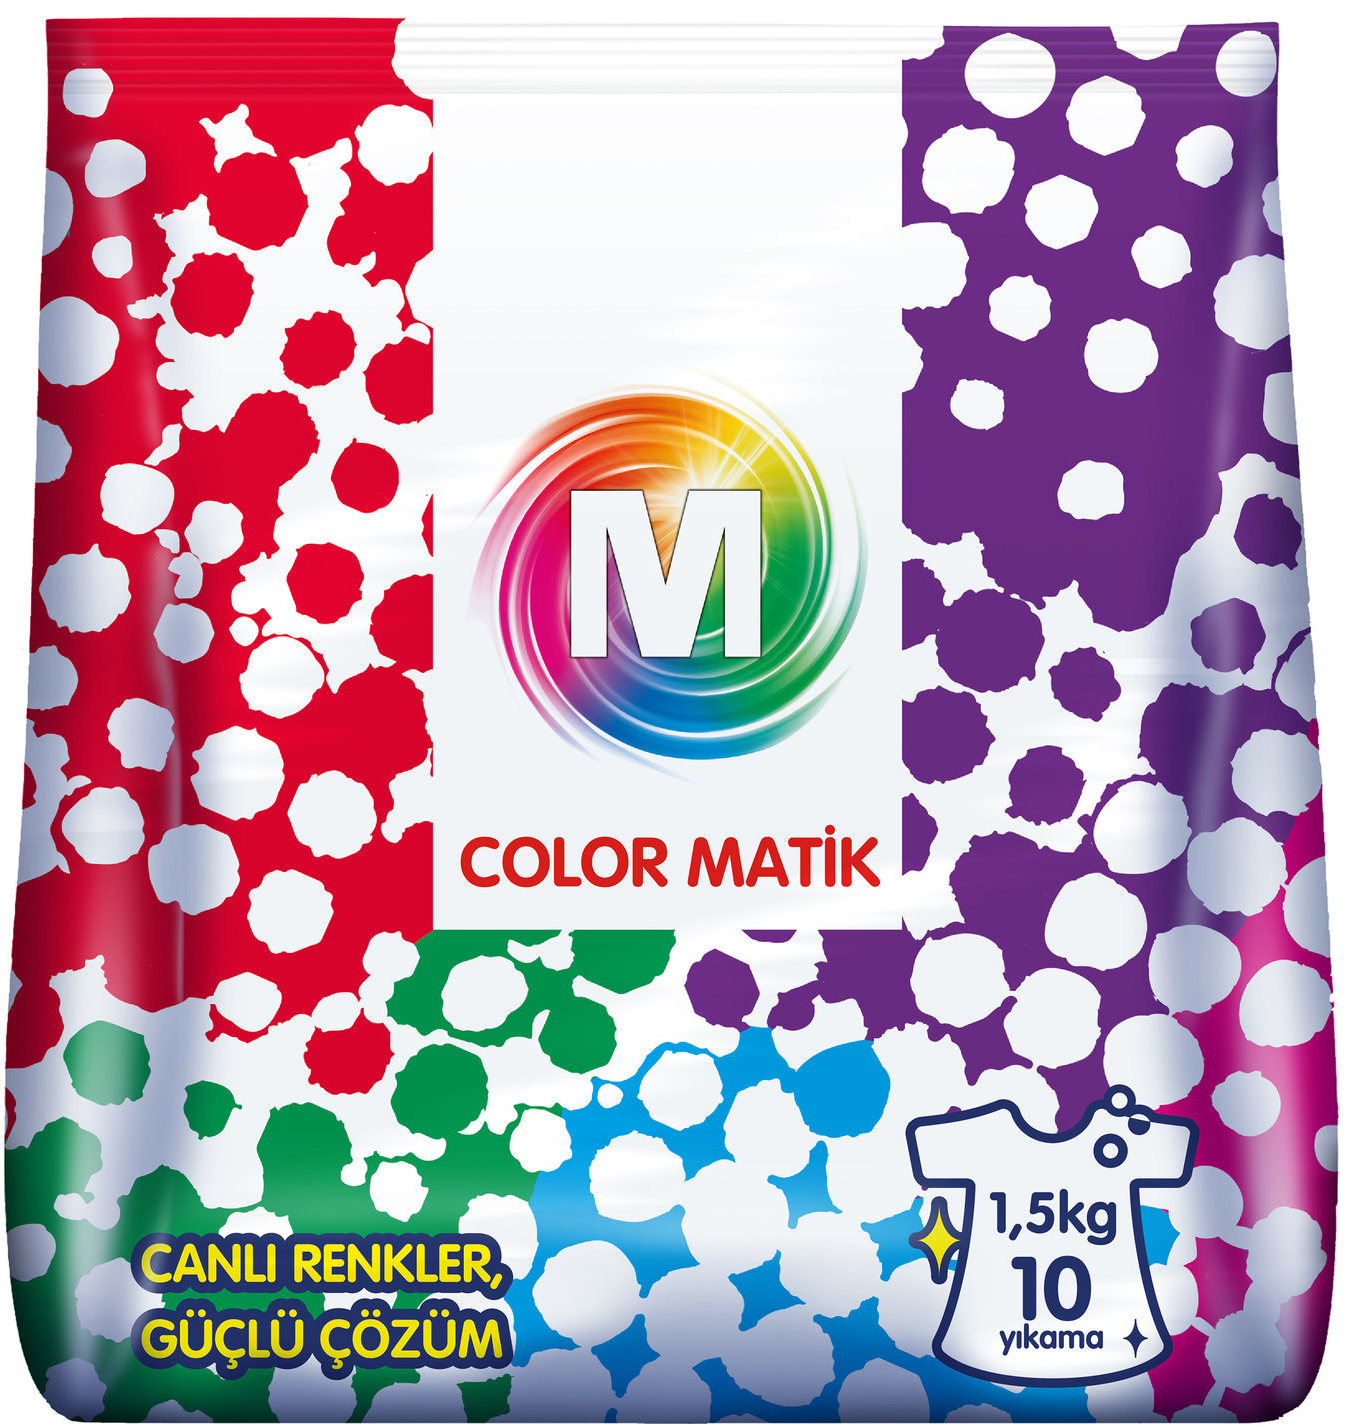 M
COLOR MATİK
CANLI RENKLER,
GÜÇLÜ ÇÖZÜM
1,5kg
10
yıkama